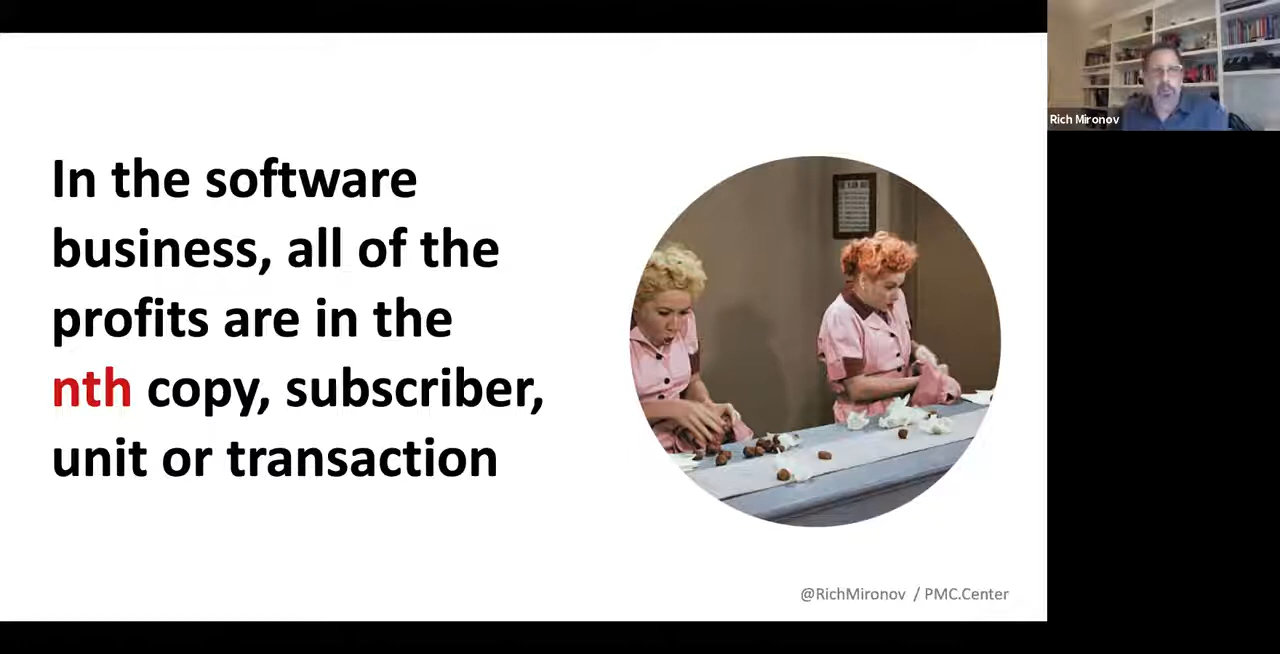 In the software
business, all of the
profits are in the
nth copy, subscriber,
unit or transaction
@RichMironov / PMC.Center
Rich Mironov